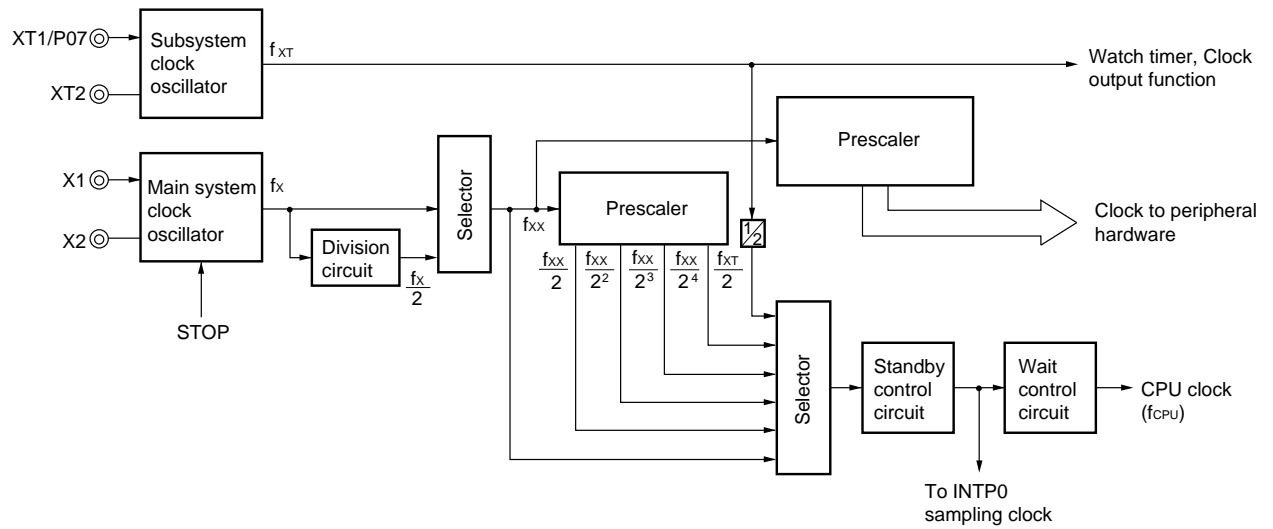 XT1/P07
XT2
Subsystem
clock
oscillator
fXT
Watch timer, Clock
output function
X1
X2
Main system
clock
oscillator
fX
STOP
Division
circuit
fX
2
Selector
fXX
Prescaler
Prescaler
Clock to peripheral
hardware
1
2
fXX
2
fXX
2²
fXX
2³
fXX
2⁴
fXT
2
Selector
Standby
control
circuit
Wait
control
circuit
CPU clock
(fCPU)
To INTP0
sampling clock